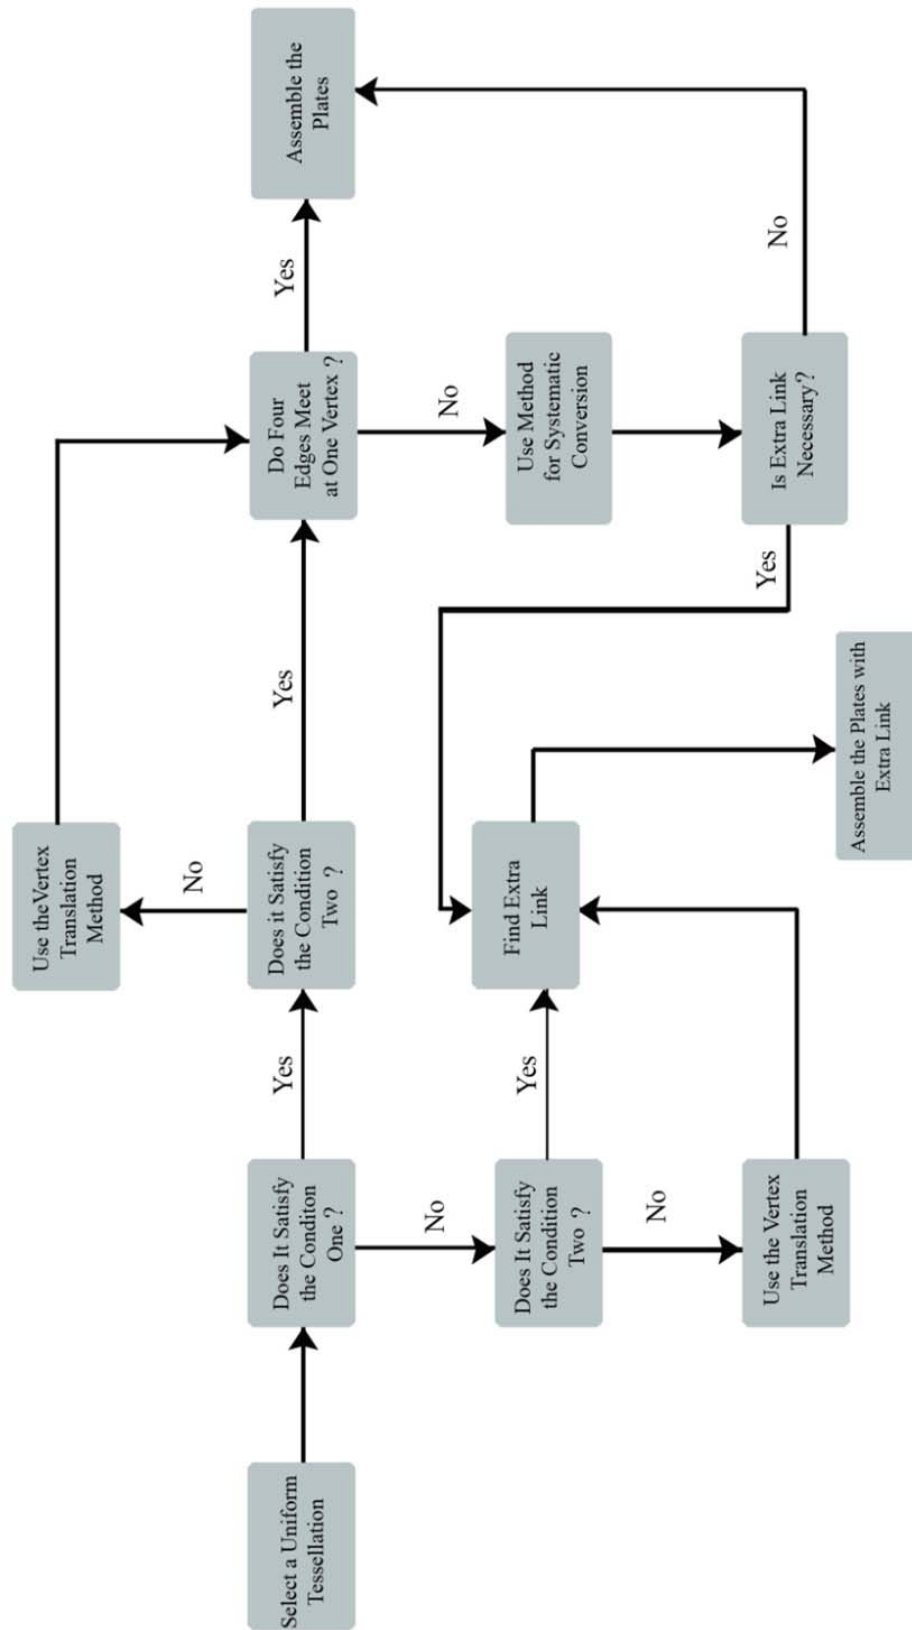 Select a Uniform
Tessellation
Does It Satisfy
the Conditon
One ?
Yes
No
Does it Satisfy
the Condition
Two ?
No
Yes
Use the Vertex
Translation
Method
Do Four
Edges Meet
at One Vertex ?
Yes
No
Assemble the
Plates
Does It Satisfy
the Condition
Two ?
Yes
No
Use the Vertex
Translation
Method
Find Extra
Link
Use Method
for Systematic
Conversion
Is Extra Link
Necessary?
Yes
No
Assemble the Plates with
Extra Link